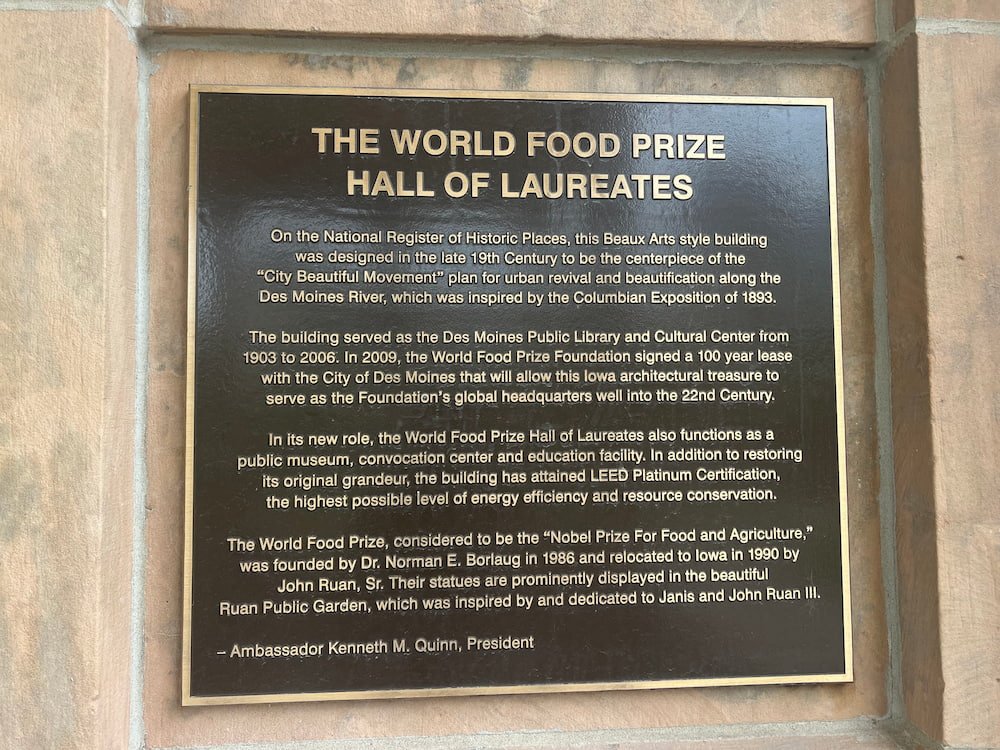 THE WORLD FOOD PRIZE
HALL OF LAUREATES
On the National Register of Historic Places, this Beaux Arts style building
was designed in the late 19th Century to be the centerpiece of the
“City Beautiful Movement” plan for urban revival and beautification along the
Des Moines River, which was inspired by the Columbian Exposition of 1893.
The building served as the Des Moines Public Library and Cultural Center from
1903 to 2006. In 2009, the World Food Prize Foundation signed a 100 year lease
with the City of Des Moines that will allow this Iowa architectural treasure to
serve as the Foundation’s global headquarters well into the 22nd Century.
In its new role, the World Food Prize Hall of Laureates also functions as a
public museum, convocation center and education facility. In addition to restoring
its original grandeur, the building has attained LEED Platinum Certification,
the highest possible level of energy efficiency and resource conservation.
The World Food Prize, considered to be the “Nobel Prize For Food and Agriculture,”
was founded by Dr. Norman E. Borlaug in 1986 and relocated to Iowa in 1990 by
John Ruan, Sr. Their statues are prominently displayed in the beautiful
Ruan Public Garden, which was inspired by and dedicated to Janis and John Ruan III.
– Ambassador Kenneth M. Quinn, President